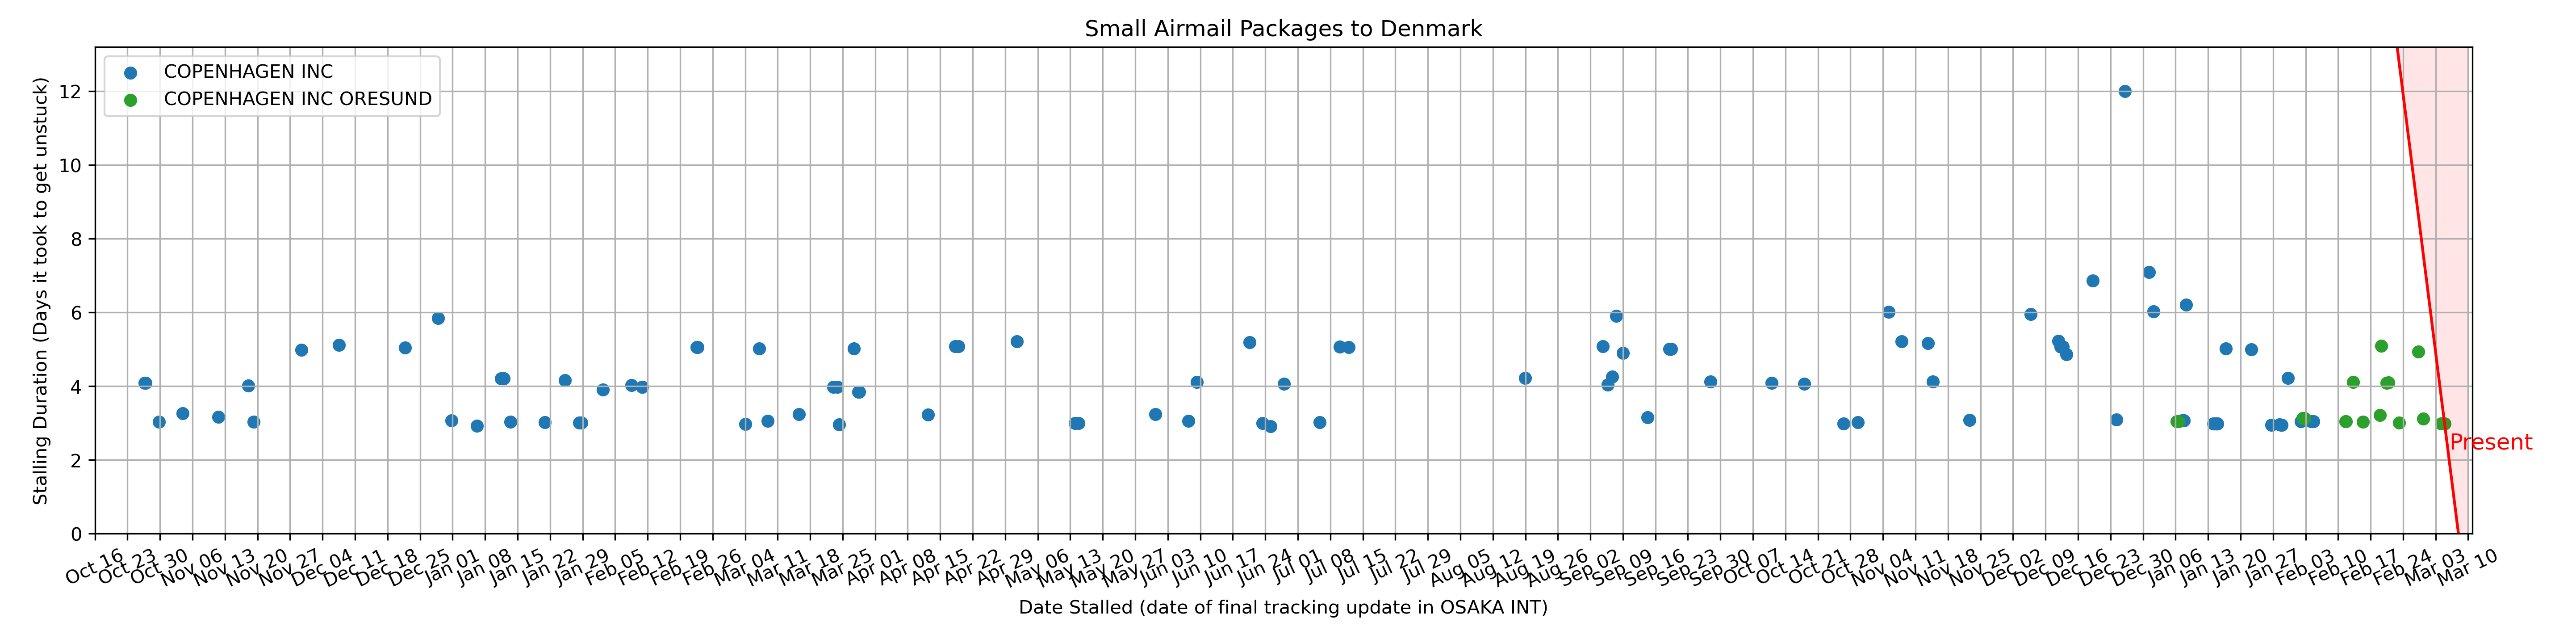 Small Airmail Packages to Denmark
COPENHAGEN INC
COPENHAGEN INC ORESUND
Stalling Duration (Days it took to get unstuck)
12
10
8
6
4
2
0
Present
Oct 16
Oct 23
Oct 30
Nov 06
Nov 13
Nov 20
Nov 27
Dec 04
Dec 11
Dec 18
Dec 25
Jan 01
Jan 08
Jan 15
Jan 22
Jan 29
Feb 05
Feb 12
Feb 19
Feb 26
Mar 04
Mar 11
Mar 18
Mar 25
Apr 01
Apr 08
Apr 15
Apr 22
Apr 29
May 06
May 13
May 20
May 27
Jun 03
Jun 10
Jun 17
Jun 24
Jul 01
Jul 08
Jul 15
Jul 22
Jul 29
Aug 05
Aug 12
Aug 19
Aug 26
Sep 02
Sep 09
Sep 16
Sep 23
Sep 30
Oct 07
Oct 14
Oct 21
Oct 28
Nov 04
Nov 11
Nov 18
Nov 25
Dec 02
Dec 09
Dec 16
Dec 23
Dec 30
Jan 06
Jan 13
Jan 20
Jan 27
Feb 03
Feb 10
Feb 17
Feb 24
Mar 03
Mar 10
Date Stalled (date of final tracking update in OSAKA INT)